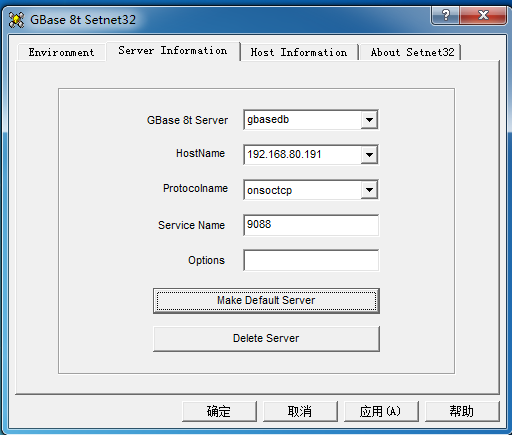 GBase 8t Setnet32
Environment Server Information Host Information About Setnet32
GBase 8t Server gbasedb
HostName 192.168.80.191
Protocolname onsoctcp
Service Name 9088
Options
Make Default Server
Delete Server
确定 取消 应用(A) 帮助